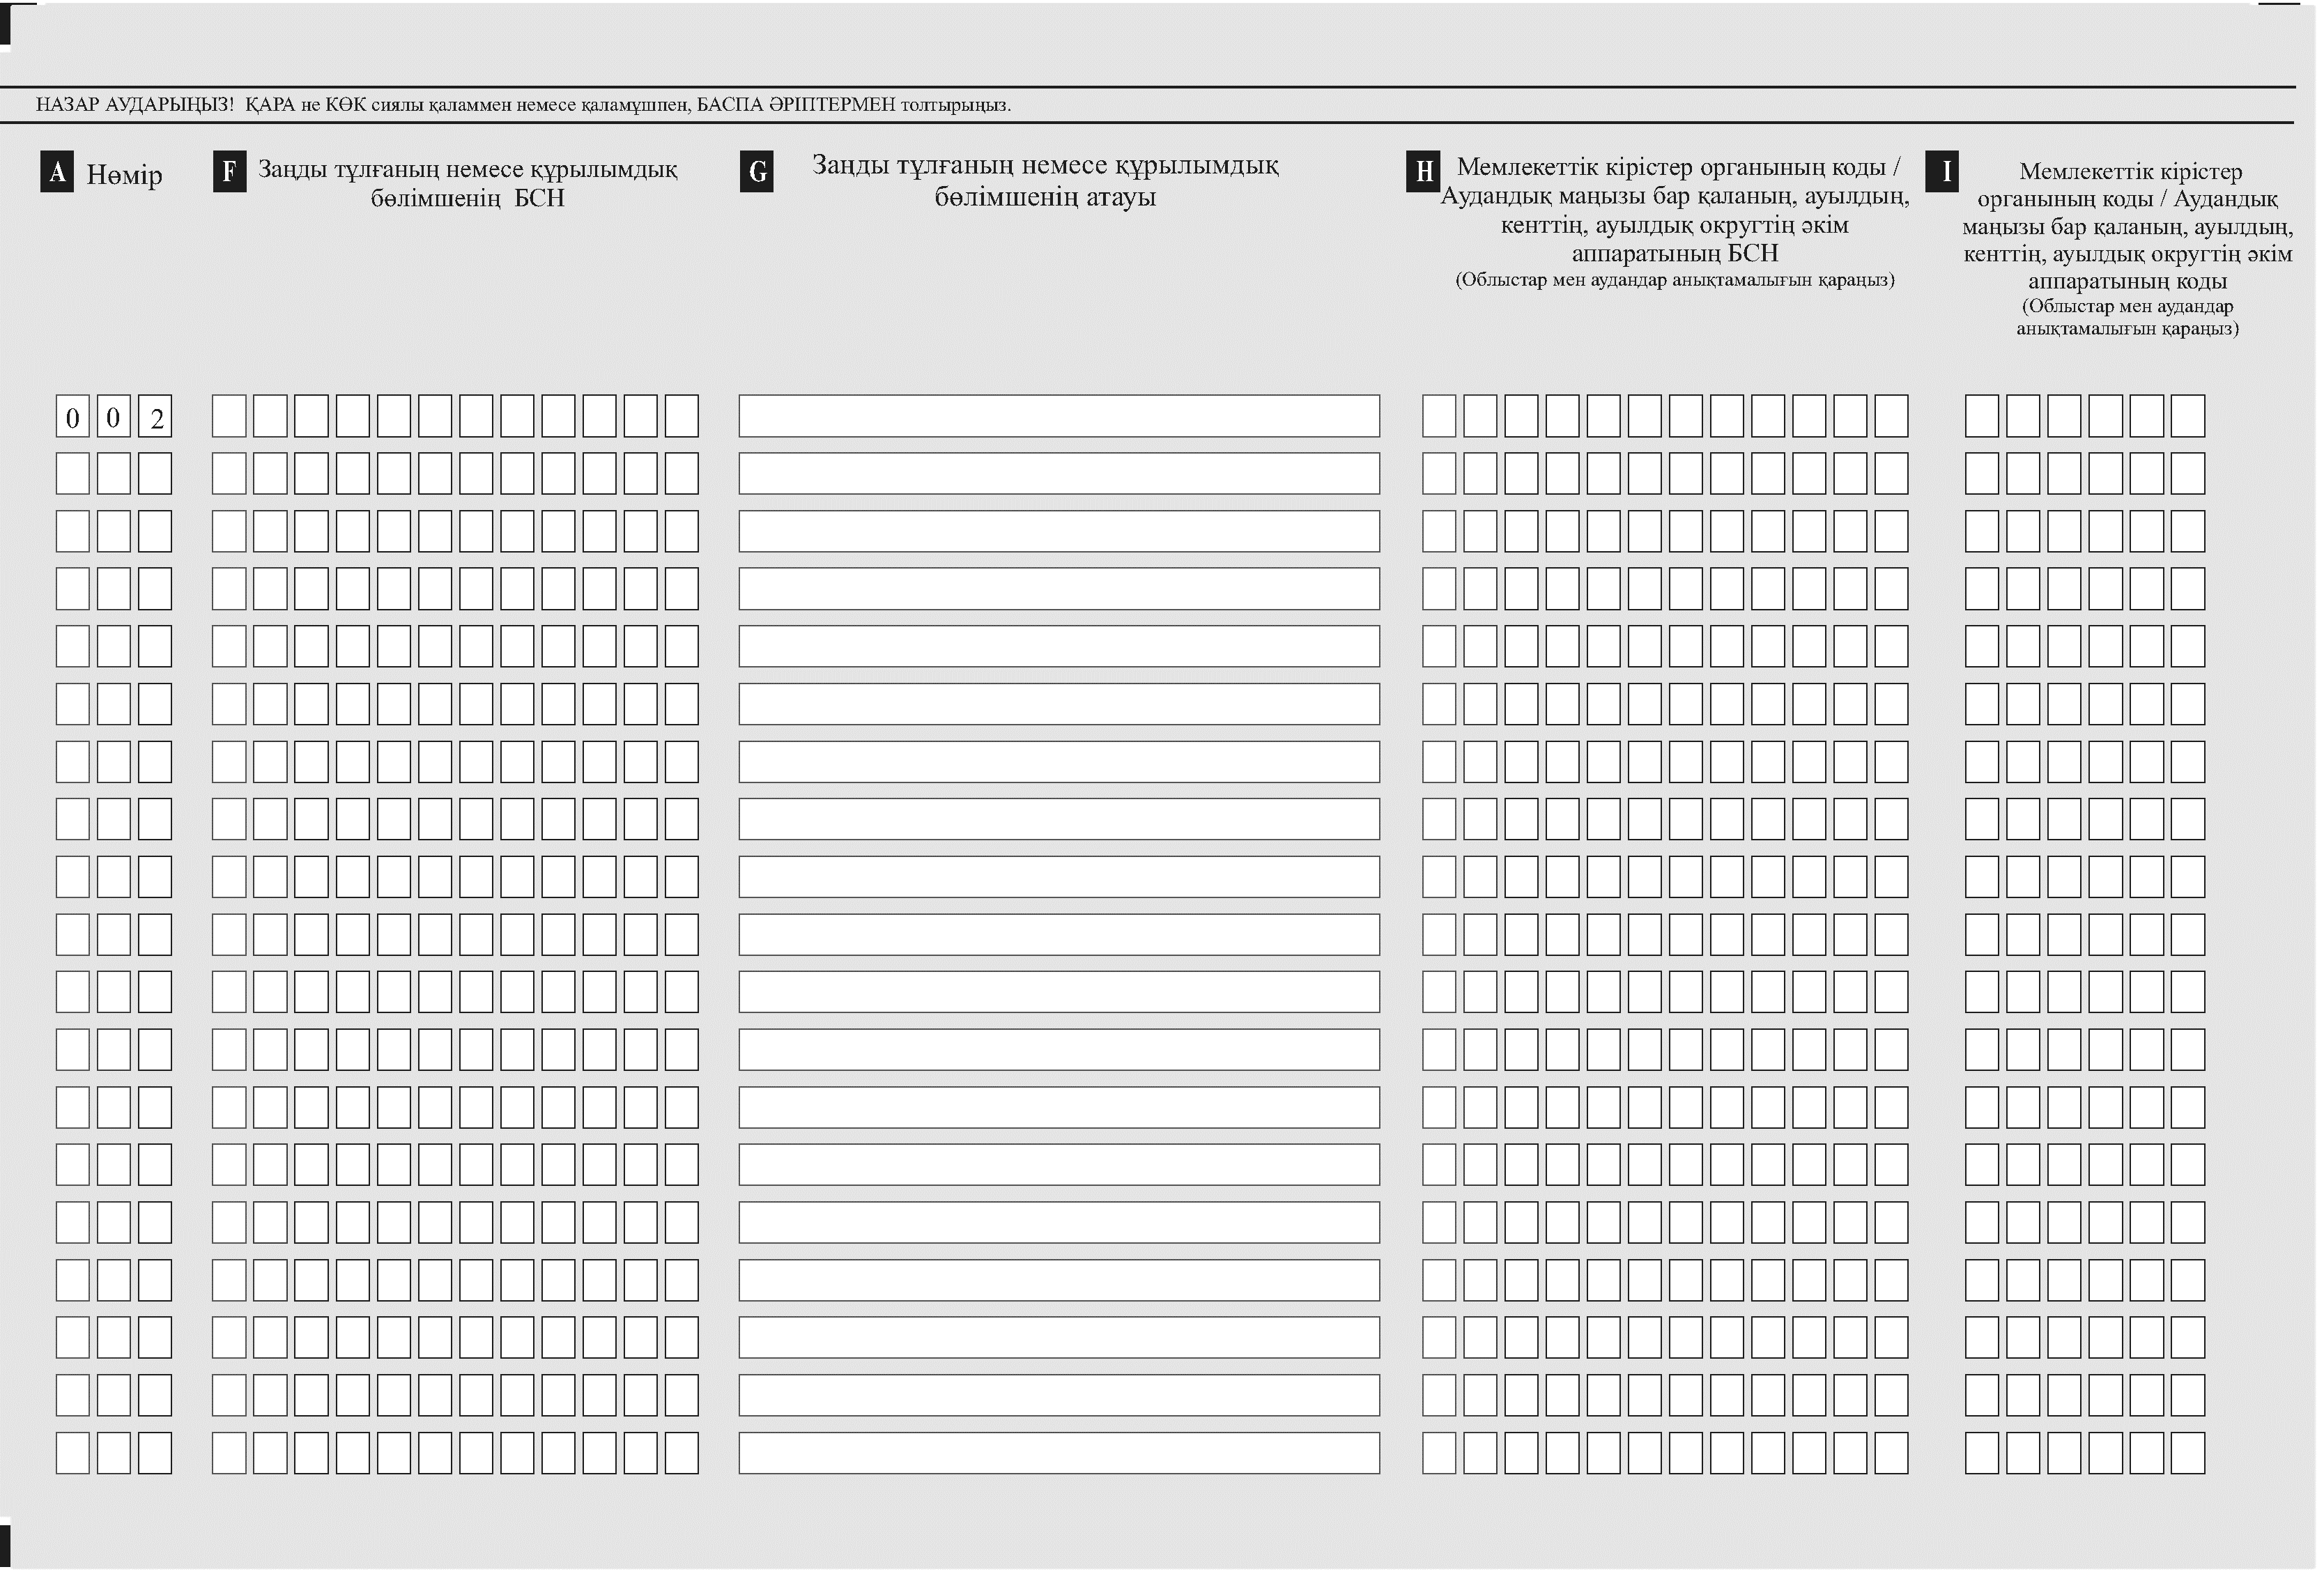 НАЗАР АУДАРЫҢЫЗ! ҚАРА не КӨК сиялы қаламмен немесе қаламұшпен, БАСПА ӘРІПТЕРМЕН толтырыңыз.
A Нөмір
F Заңды тұлғаның немесе құрылымдық
бөлімшенің БСН
G Заңды тұлғаның немесе құрылымдық
бөлімшенің атауы
H Мемлекеттік кірістер органының коды /
Аудандық маңызы бар қаланың, ауылдың,
кенттің, ауылдық округтің әкім
аппаратының БСН
(Облыстар мен аудандар анықтамалығын қараңыз)
I Мемлекеттік кірістер
органының коды / Аудандық
маңызы бар қаланың, ауылдың,
кенттің, ауылдық округтің әкім
аппаратының коды
(Облыстар мен аудандар
анықтамалығын қараңыз)
0 0 2